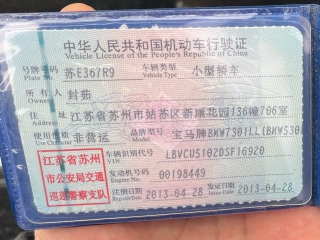 中华人民共和国机动车行驶证
Vehicle License of the People's Republic of China
号牌号码 苏E367R9 车辆类型 小型轿车
Plate No. Vehicle Type
所有人 封茹
Owner
住址 江苏省苏州市姑苏区新康花园136幢706室
Address
使用性质 非营运 品牌型号 宝马牌BMW7301LL(BMW530
Use Character Model
江苏省苏州 车辆识别代号 LBVCU5102DSF16920
VIN
市公安局交通 发动机号码 00198449
Engine No.
巡逻警察支队 注册日期 2013-04-28 发证日期 2013-04-28
Register Date Issue Date